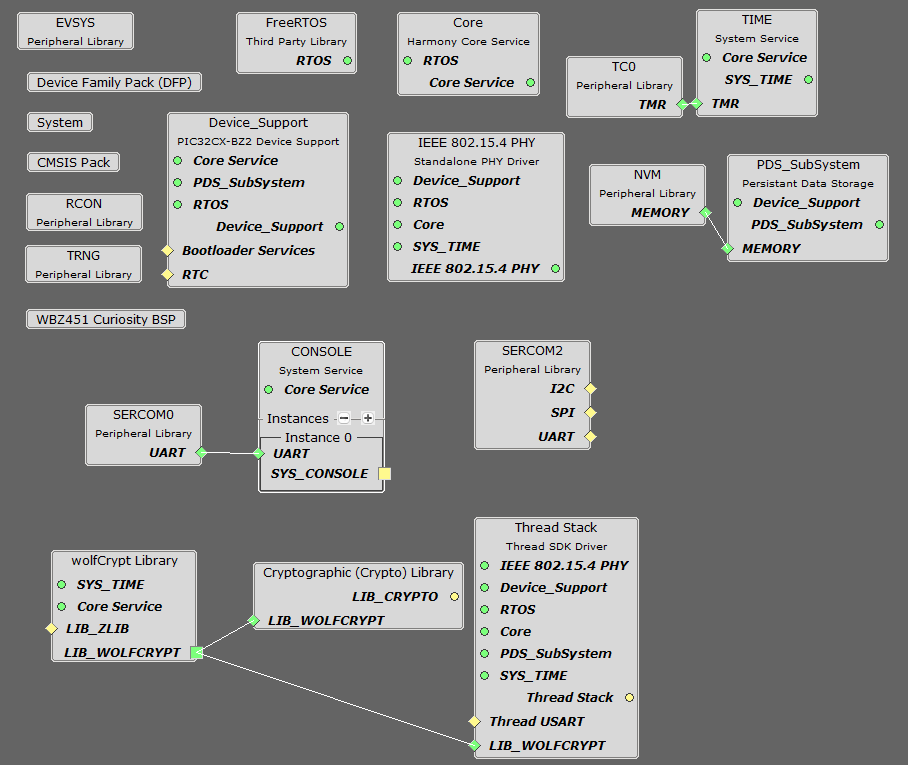 EVSYS
Peripheral Library
Device Family Pack (DFP)
System
CMSIS Pack
RCON
Peripheral Library
TRNG
Peripheral Library
WBZ451 Curiosity BSP
FreeRTOS
Third Party Library
RTOS
Core
Harmony Core Service
RTOS
Core Service
TC0
Peripheral Library
TMR
TIME
System Service
Core Service
SYS_TIME
TMR
Device_Support
PIC32CX-BZ2 Device Support
Core Service
PDS_SubSystem
RTOS
Device_Support
Bootloader Services
RTC
IEEE 802.15.4 PHY
Standalone PHY Driver
Device_Support
RTOS
Core
SYS_TIME
IEEE 802.15.4 PHY
NVM
Peripheral Library
MEMORY
PDS_SubSystem
Persistant Data Storage
Device_Support
PDS_SubSystem
MEMORY
SERCOM0
Peripheral Library
UART
CONSOLE
System Service
Core Service
Instances
Instance 0
UART
SYS_CONSOLE
SERCOM2
Peripheral Library
I2C
SPI
UART
wolfCrypt Library
SYS_TIME
Core Service
LIB_ZLIB
LIB_WOLFCRYPT
Cryptographic (Crypto) Library
LIB_CRYPTO
LIB_WOLFCRYPT
Thread Stack
Thread SDK Driver
IEEE 802.15.4 PHY
Device_Support
RTOS
Core
PDS_SubSystem
SYS_TIME
Thread Stack
Thread USART
LIB_WOLFCRYPT